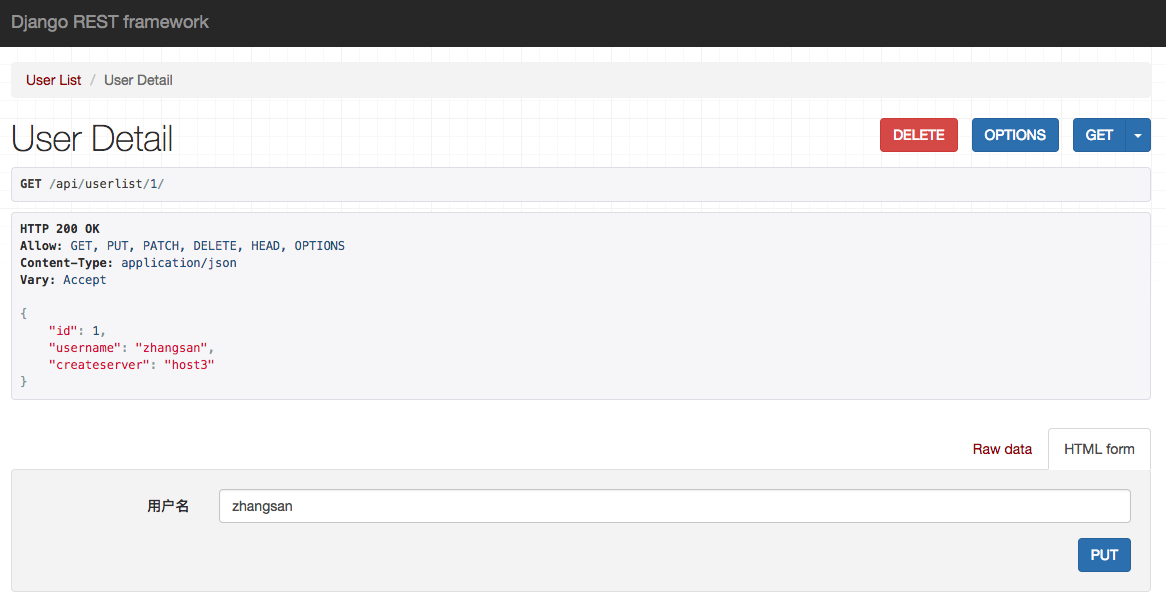 Django REST framework
User List / User Detail
User Detail
DELETE
OPTIONS
GET
GET /api/userlist/1/
HTTP 200 OK
Allow: GET, PUT, PATCH, DELETE, HEAD, OPTIONS
Content-Type: application/json
Vary: Accept
{
    "id": 1,
    "username": "zhangsan",
    "createserver": "host3"
}
Raw data
HTML form
用户名
zhangsan
PUT